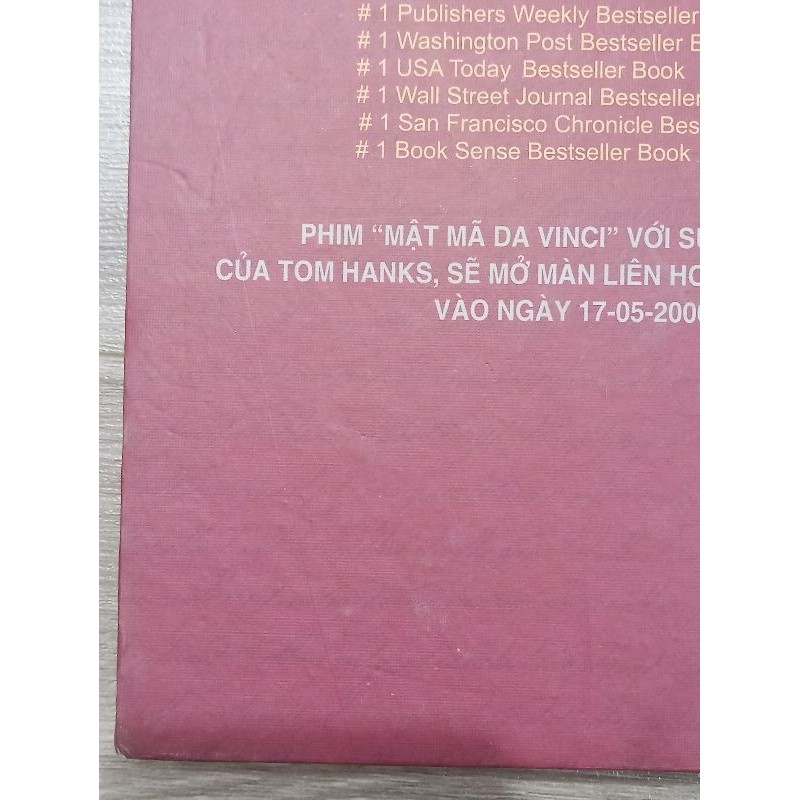 # 1 Publishers Weekly Bestseller
# 1 Washington Post Bestseller
# 1 USA Today Bestseller Book
# 1 Wall Street Journal Bestseller
# 1 San Francisco Chronicle Bes
# 1 Book Sense Bestseller Book
PHIM “MẬT MÃ DA VINCI” VỚI
CỦA TOM HANKS, SẼ MỞ MÀN LIÊN
VÀO NGÀY 17-05-2006